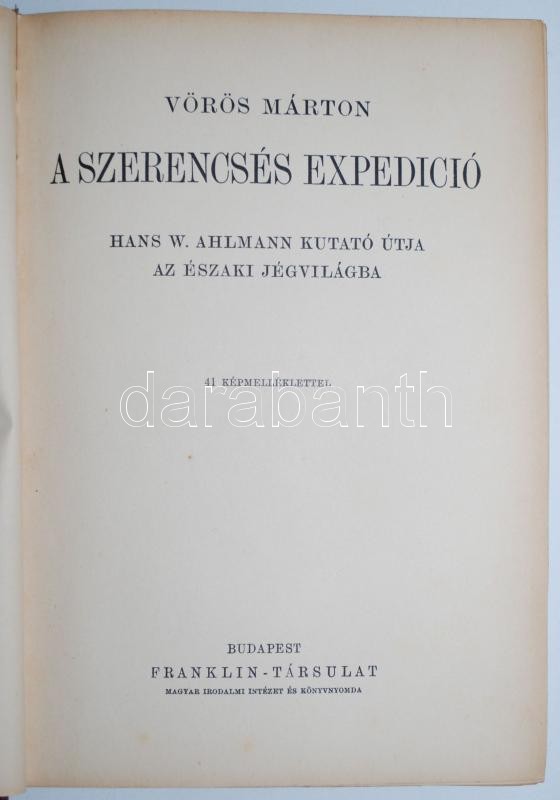 VÖRÖS MÁRTON
A SZERENCSÉS EXPEDICIÓ
HANS W. AHLMANN KUTATÓ ÚTJA
AZ ÉSZAKI JÉGVILÁGBA
41 KÉPMELLÉKLETTEL
darabanth
BUDAPEST
FRANKLIN-TÁRSULAT
MAGYAR IRODALMI INTÉZET ÉS KÖNYVNYOMDA